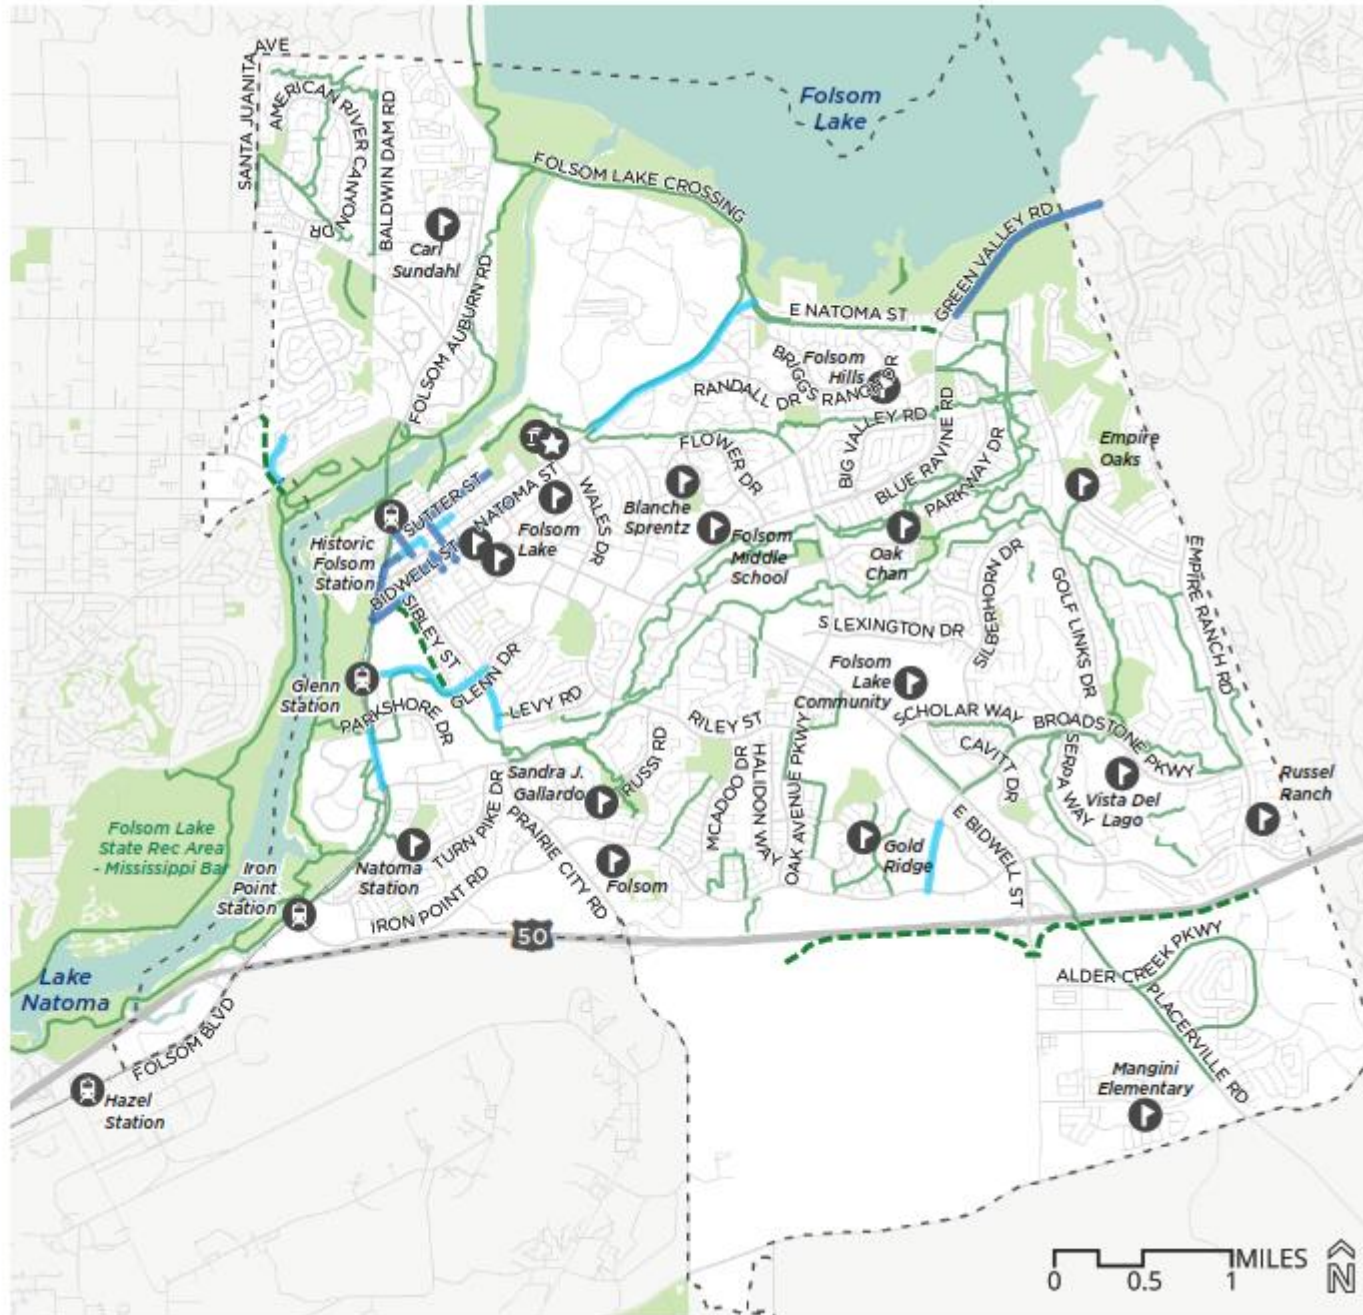 AVE
SANTA JUANITA
AMERICAN RIVER CANYON
DR
BALDWIN DAM RD
Folsom
Lake
FOLSOM LAKE CROSSING
GREEN VALLEY RD
Carl
Sundahl
FOLSOM AUBURN RD
E NATOMA ST
BRIGGS RANCH DR
Folsom
Hills
RANDALL DR
BIG VALLEY RD
BLUE RAVINE RD
PARKWAY DR
FLOWER DR
Empire
Oaks
SUTTER ST
NATOMA ST
WALES DR
Blanche
Sprentz
Folsom
Lake
Folsom
Middle
School
Oak
Chan
Historic
Folsom
Station
BIDWELL ST
SIBLEY ST
EMPIRE RANCH RD
SILBERHORN DR
GOLF LINKS DR
S LEXINGTON DR
Folsom
Lake
Community
Glenn
Station
GLENN DR
LEVY RD
PARKSHORE DR
RILEY ST
SCHOLAR WAY
BROADSTONE PKWY
CAVITT DR
SERPA WAY
OAK AVENUE PKWY
HALIDON WAY
MCADOO DR
RUSSI RD
Sandra J.
Gallardo
TURN PIKE DR
PRAIRIE CITY RD
Vista Del
Lago
Russel
Ranch
E BIDWELL ST
Gold
Ridge
Folsom Lake
State Rec Area
- Mississippi Bar
Iron
Point
Station
Natoma
Station
Folsom
IRON POINT RD
50
Lake
Natoma
ALDER CREEK PKWY
PLACERVILLE RD
FOLSOM BLVD
Hazel
Station
Mangini
Elementary
MILES
0 0.5 1
N